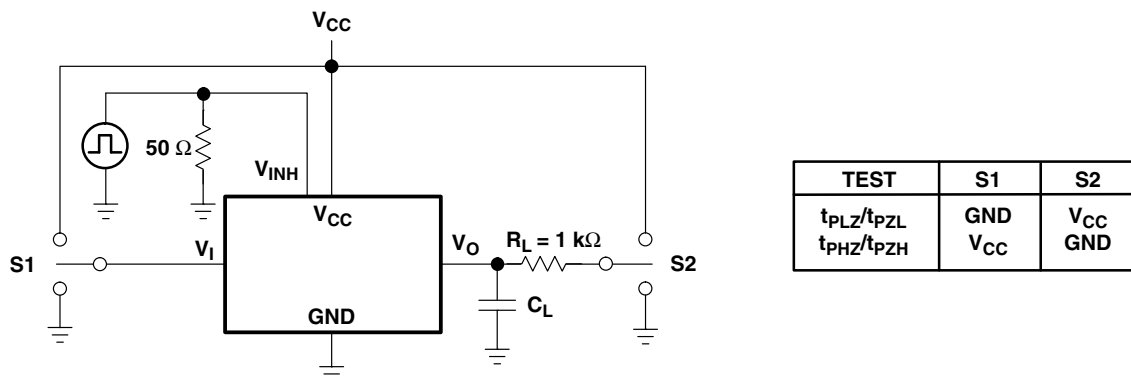 VCC
50 Ω
VINH
VCC
S1
VI
VO
RL = 1 kΩ
S2
CL
GND
TEST S1 S2
tPLZ/tPZL GND VCC
tPHZ/tPZH VCC GND